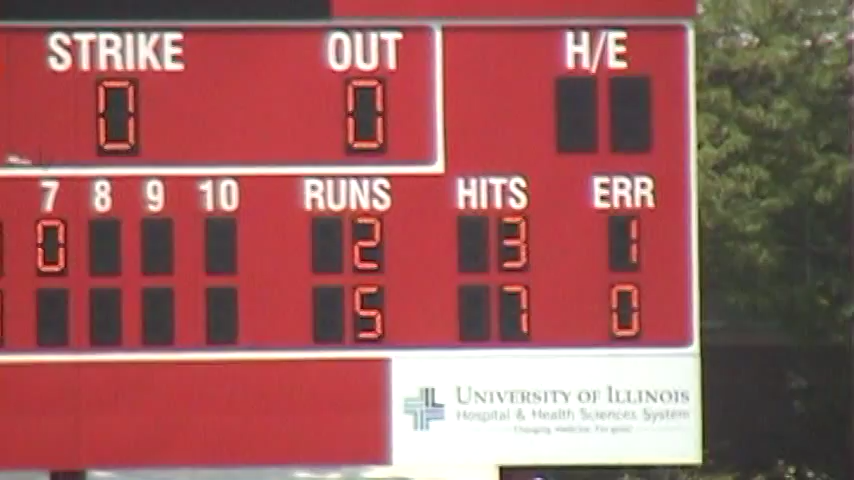 STRIKE OUT H/E
0 0
7 8 9 10 RUNS HITS ERR
0 2 3 1
5 7 0
UNIVERSITY OF ILLINOIS
Hospital & Health Sciences System